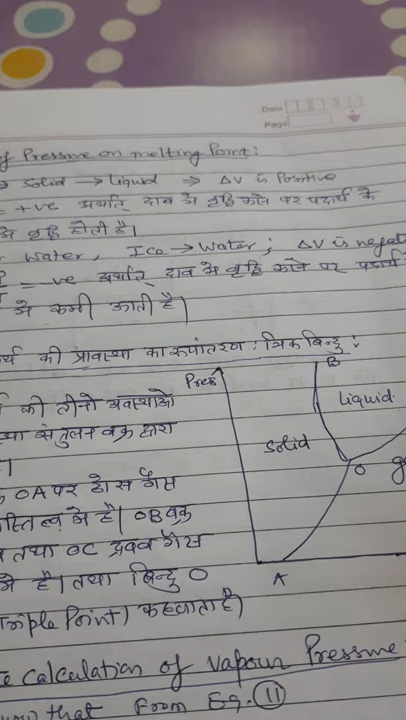 Date
Page
of Pressure on melting Point:
solid → liquid ⇒ ΔV is Positive
= +ve अर्थात् दाब में वृद्धि करने पर पदार्थ के
में वृद्धि होती है।
Water, Ice → Water; ΔV is negat
= -ve अर्थात् दाब में वृद्धि करने पर पदार्थ
में कमी आती है।
की प्रावस्था का रूपांतरण: त्रिक बिन्दु:
Press
B
की तीनो अवस्थाओ
Liquid
संतुलन वक्र द्वारा
Solid
।
OA पर ठोस गैस
O
g
स्तित्व में है। OB वक्र
तथा OC द्रवव गैस
में है। तथा बिन्दु O
A
Triple Point) कहलाता है)
calculation of vapour Pressure
that From Eq. 11